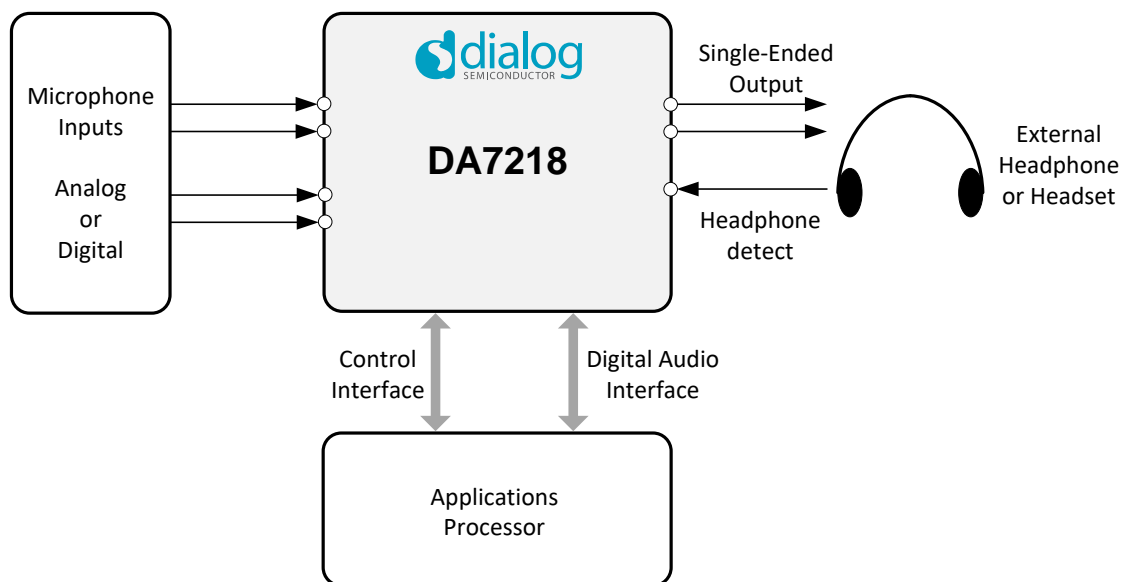 Microphone
Inputs
Analog
or
Digital
dialog
SEMICONDUCTOR
DA7218
Single-Ended
Output
Headphone
detect
External
Headphone
or Headset
Control
Interface
Digital Audio
Interface
Applications
Processor